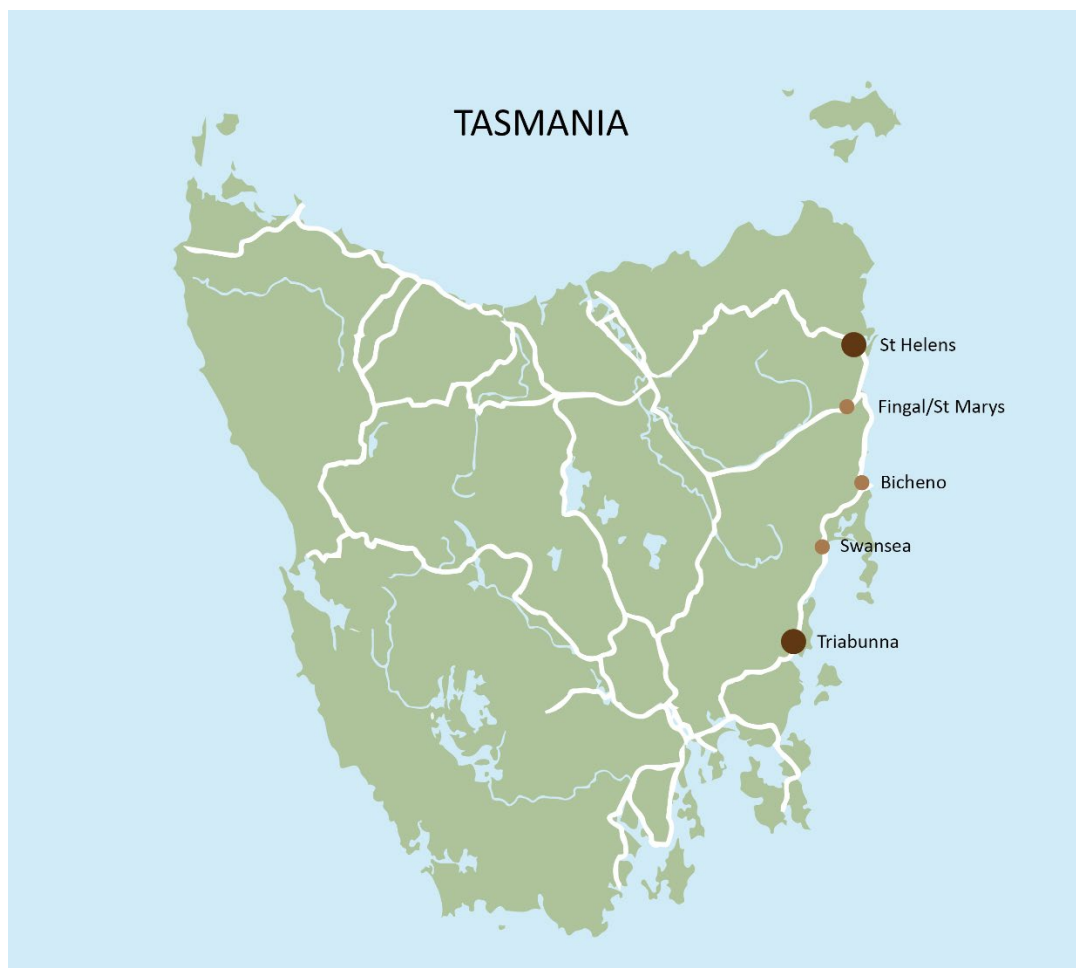 TASMANIA
St Helens
Fingal/St Marys
Bicheno
Swansea
Triabunna